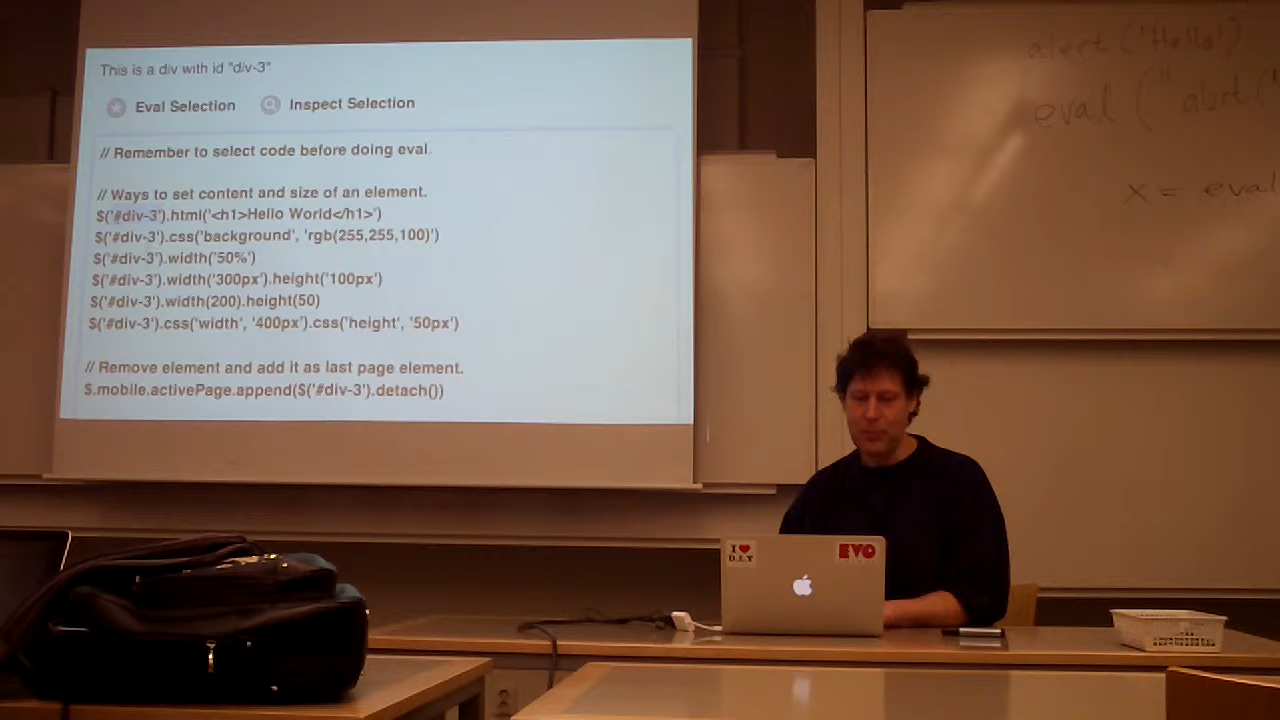 This is a div with id "div-3"
Eval Selection Inspect Selection
// Remember to select code before doing eval.
// Ways to set content and size of an element.
$('#div-3').html('<h1>Hello World</h1>')
$('#div-3').css('background', 'rgb(255,255,100)')
$('#div-3').width('50%')
$('#div-3').width('300px').height('100px')
$('#div-3').width(200).height(50)
$('#div-3').css('width', '400px').css('height', '50px')
// Remove element and add it as last page element.
$.mobile.activePage.append($('#div-3').detach())
alert ('Hello')
eval (" alert ('
x = eval
I ♥
D.I.Y
EVO